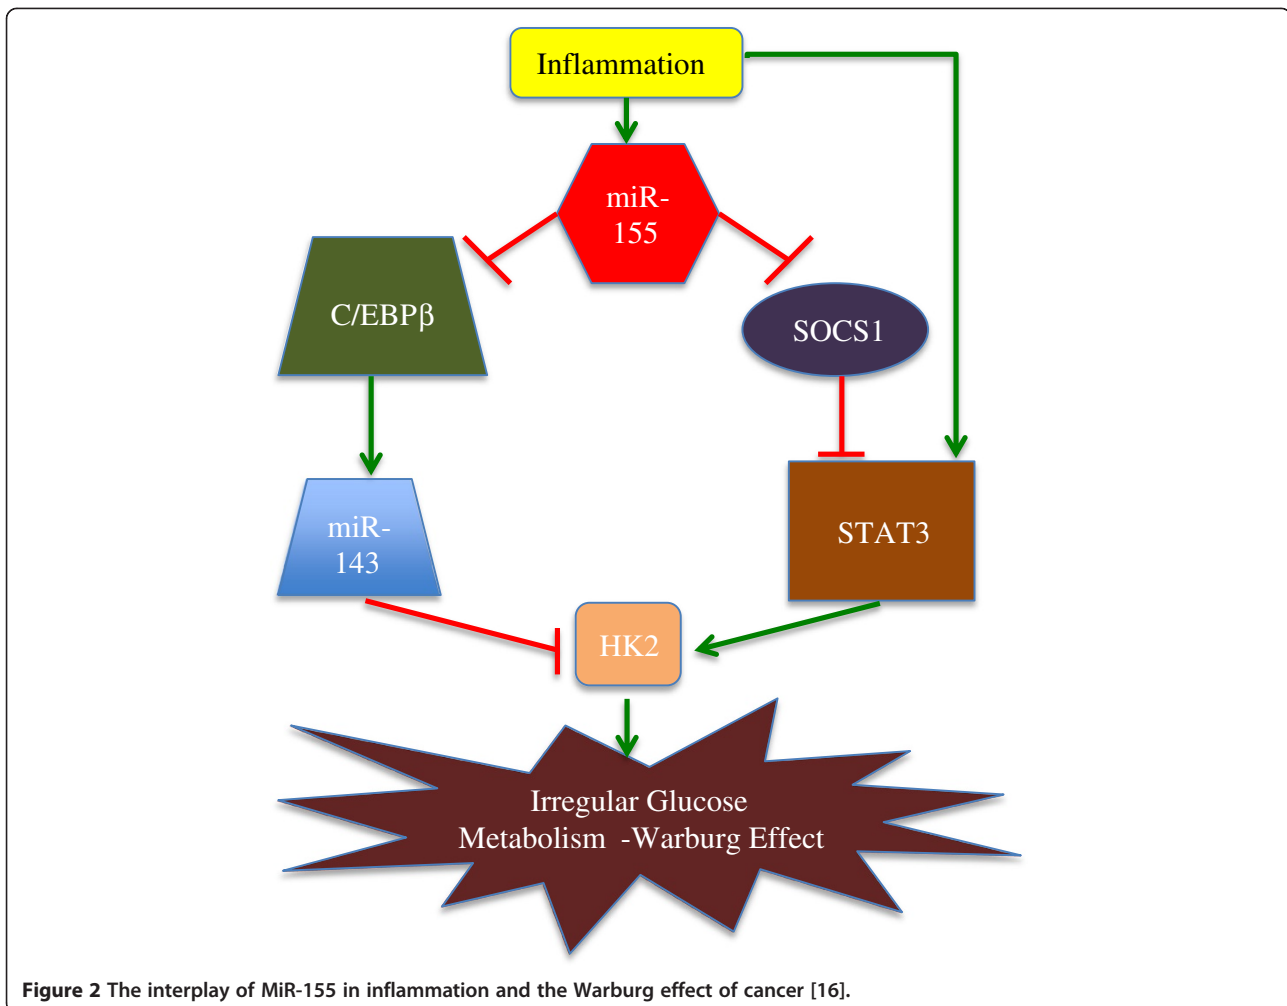 Inflammation
miR-
155
C/EBPβ
SOCS1
miR-
143
STAT3
HK2
Irregular Glucose
Metabolism -Warburg Effect
Figure 2 The interplay of MiR-155 in inflammation and the Warburg effect of cancer [16].